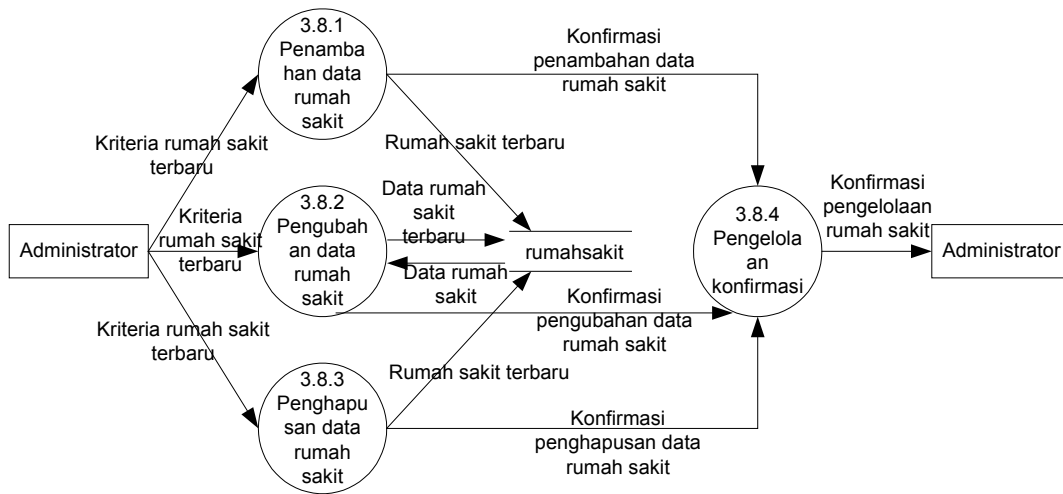 3.8.1
Penamba
han data
rumah
sakit
Konfirmasi
penambahan data
rumah sakit
Kriteria rumah sakit
terbaru
Rumah sakit terbaru
Administrator
Kriteria
rumah sakit
terbaru
3.8.2
Pengubah
an data
rumah
sakit
Data rumah
sakit
terbaru
rumahsakit
Data rumah
sakit
3.8.4
Pengelola
an
konfirmasi
Konfirmasi
pengelolaan
rumah sakit
Administrator
Konfirmasi
pengubahan data
rumah sakit
Kriteria rumah sakit
terbaru
3.8.3
Penghapu
san data
rumah
sakit
Rumah sakit terbaru
Konfirmasi
penghapusan data
rumah sakit